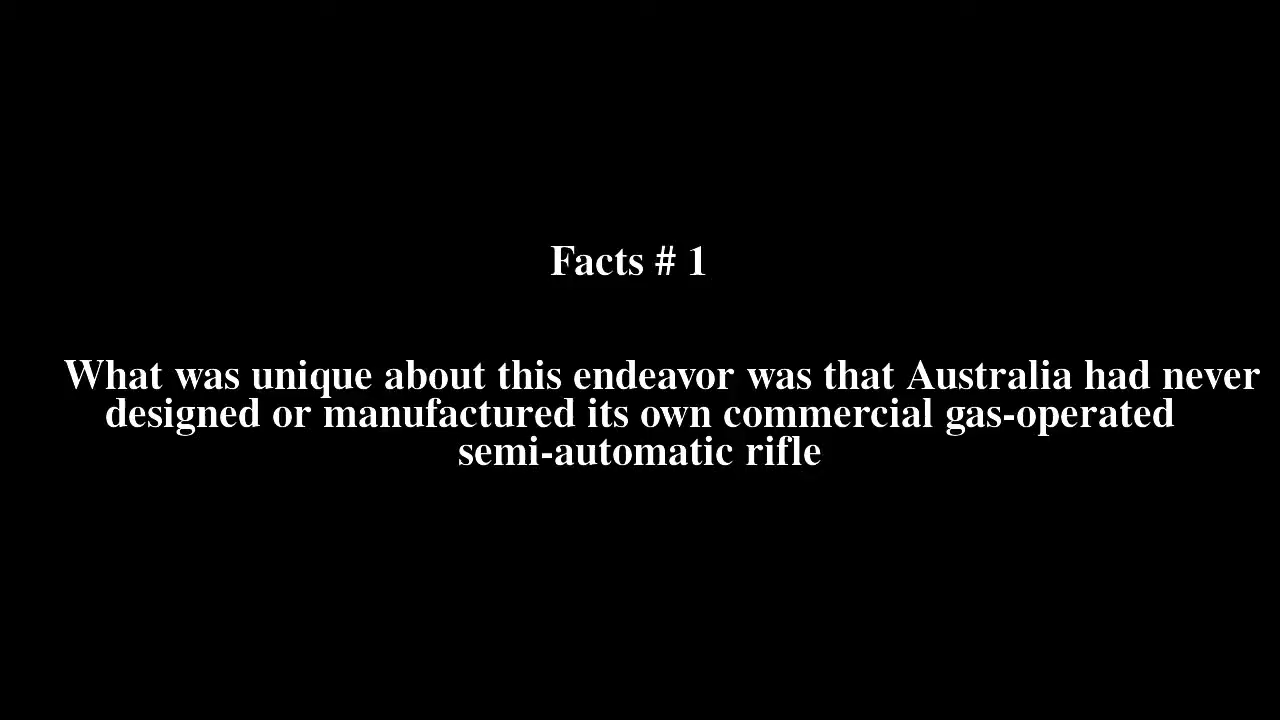 Facts # 1
What was unique about this endeavor was that Australia had never
designed or manufactured its own commercial gas-operated
semi-automatic rifle